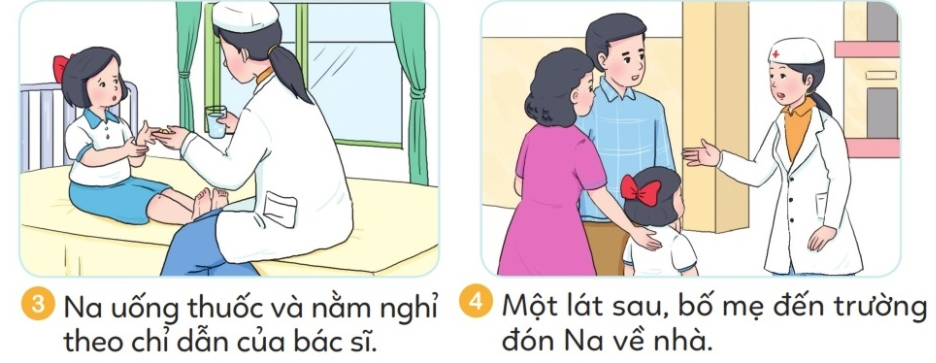 3 Na uống thuốc và nằm nghỉ
theo chỉ dẫn của bác sĩ.
4 Một lát sau, bố mẹ đến trường
đón Na về nhà.